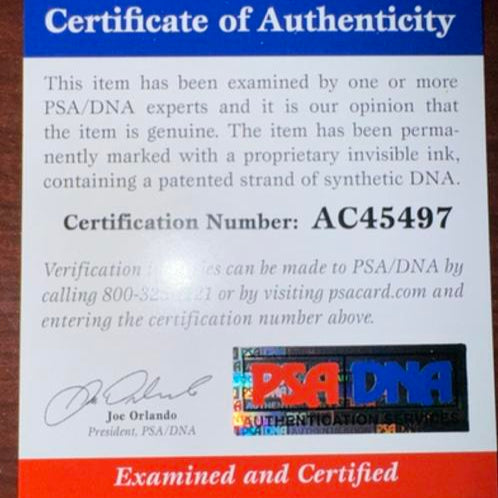 Certificate of Authenticity
This item has been examined by one or more
PSA/DNA experts and it is our opinion that
the item is genuine. The item has been perma-
nently marked with a proprietary invisible ink,
containing a patented strand of synthetic DNA.
Certification Number: AC45497
Verification can be made to PSA/DNA by
calling or by visiting psacard.com and
entering the certification number above.
PSA DNA
AUTHENTICATION SERVICES
Joe Orlando
President, PSA/DNA
Examined and Certified